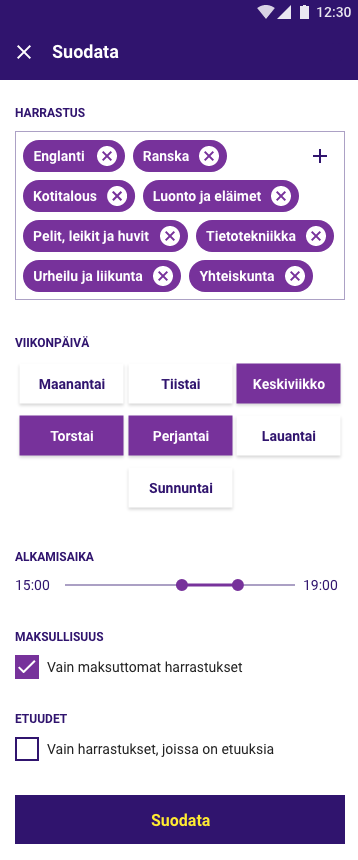 12:30
Suodata
HARRASTUS
Englanti Ranska
Kotitalous Luonto ja eläimet
Pelit, leikit ja huvit Tietotekniikka
Urheilu ja liikunta Yhteiskunta
VIIKONPÄIVÄ
Maanantai Tiistai Keskiviikko
Torstai Perjantai Lauantai
Sunnuntai
ALKAMISAIKA
15:00 19:00
MAKSULLISUUS
Vain maksuttomat harrastukset
ETUUDET
Vain harrastukset, joissa on etuuksia
Suodata